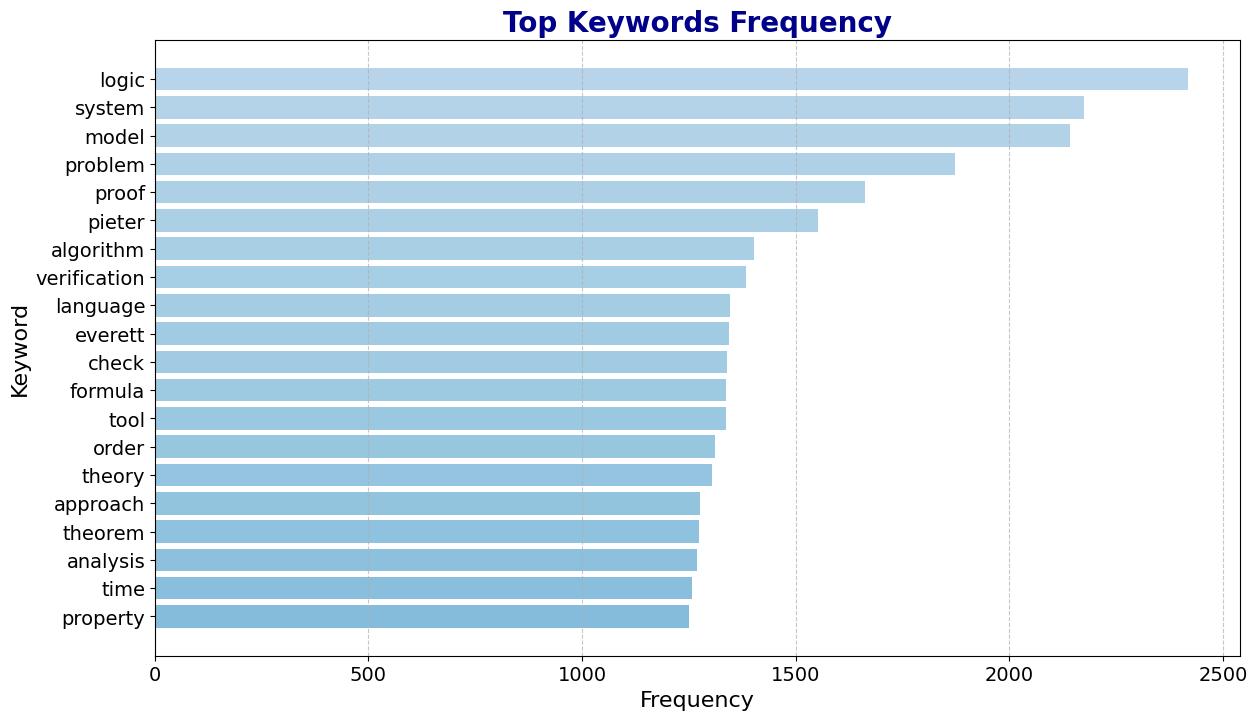 Top Keywords Frequency
logic
system
model
problem
proof
pieter
algorithm
verification
language
everett
check
formula
tool
order
theory
approach
theorem
analysis
time
property
Keyword
0 500 1000 1500 2000 2500
Frequency